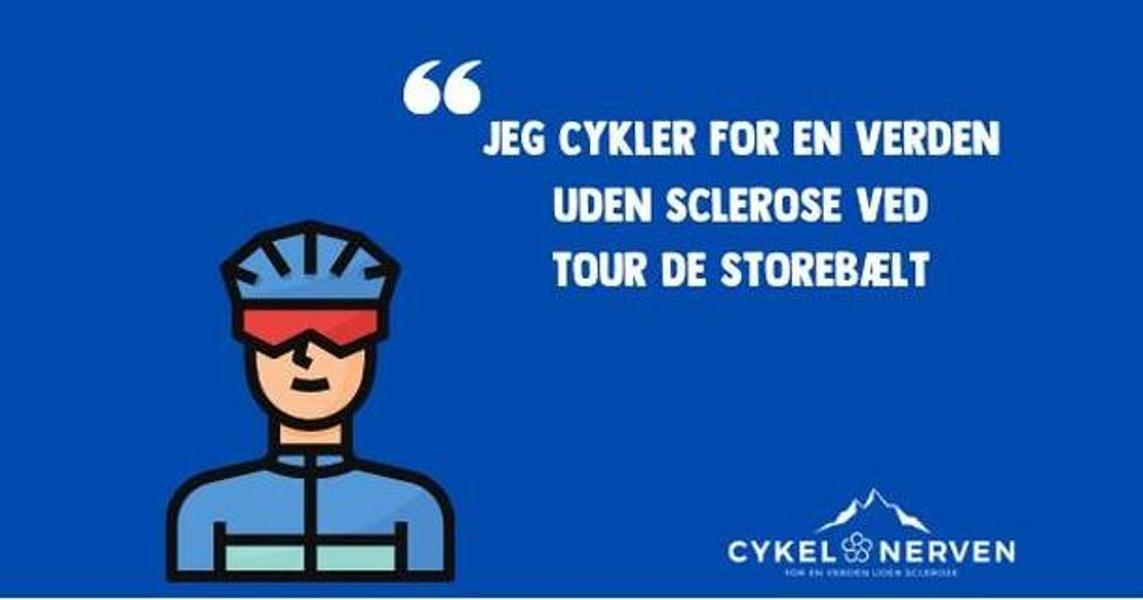 “
JEG CYKLER FOR EN VERDEN
UDEN SCLEROSE VED
TOUR DE STOREBÆLT
CYKEL NERVEN
FOR EN VERDEN UDEN SCLEROSE